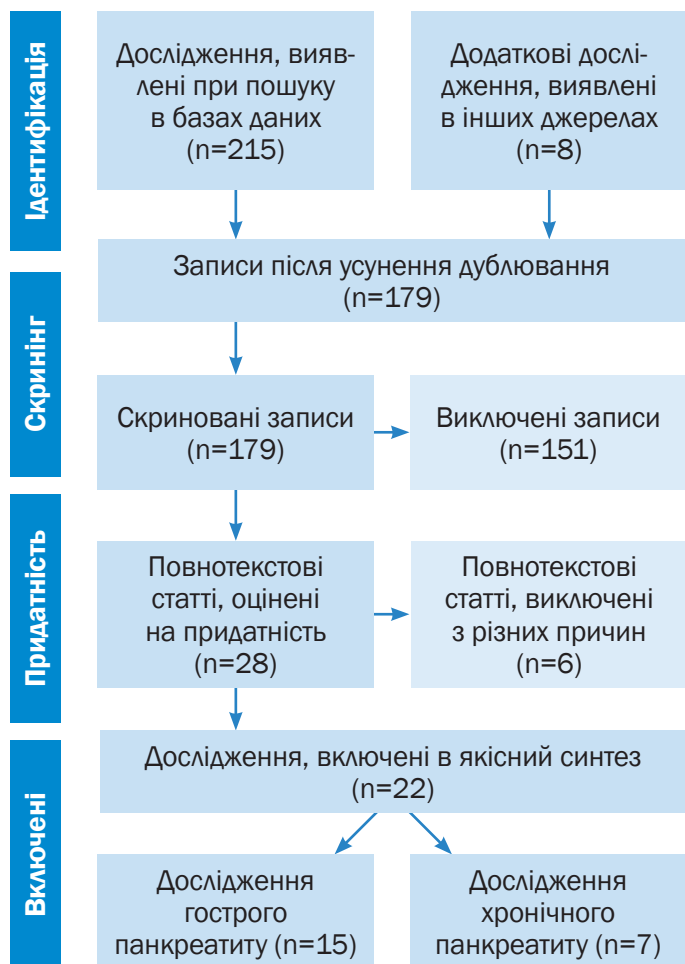 Ідентифікація
Дослідження, вияв-
лені при пошуку
в базах даних
(n=215)
Додаткові дослі-
дження, виявлені
в інших джерелах
(n=8)
Записи після усунення дублювання
(n=179)
Скринінг
Скриновані записи
(n=179)
Виключені записи
(n=151)
Придатність
Повнотекстові
статті, оцінені
на придатність
(n=28)
Повнотекстові
статті, виключені
з різних причин
(n=6)
Включені
Дослідження, включені в якісний синтез
(n=22)
Дослідження
гострого
панкреатиту (n=15)
Дослідження
хронічного
панкреатиту (n=7)